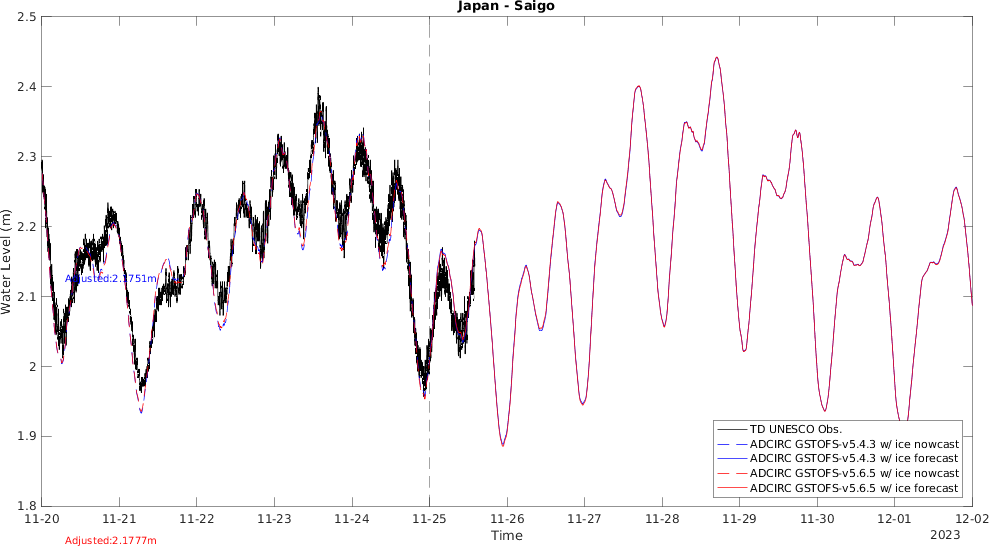 Japan - Saigo
2.5
2.4
2.3
2.2
2.1
2
1.9
1.8
Water Level (m)
Adjusted:2.1751m
TD UNESCO Obs.
ADCIRC GSTOFS-v5.4.3 w/ ice nowcast
ADCIRC GSTOFS-v5.4.3 w/ ice forecast
ADCIRC GSTOFS-v5.6.5 w/ ice nowcast
ADCIRC GSTOFS-v5.6.5 w/ ice forecast
11-20 11-21 11-22 11-23 11-24 11-25 11-26 11-27 11-28 11-29 11-30 12-01 12-02
Time
2023
Adjusted:2.1777m